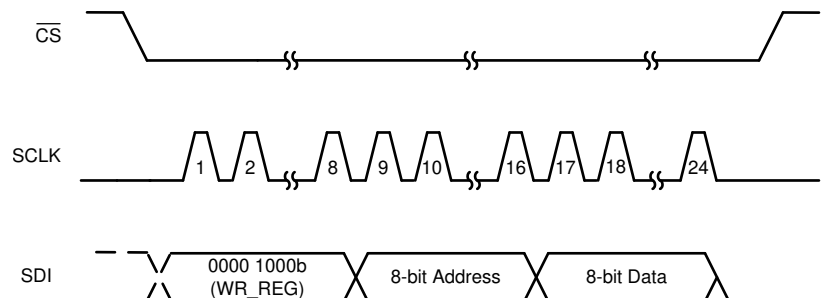 CS
SCLK
1 2 8 9 10 16 17 18 24
SDI
0000 1000b
(WR_REG)
8-bit Address
8-bit Data